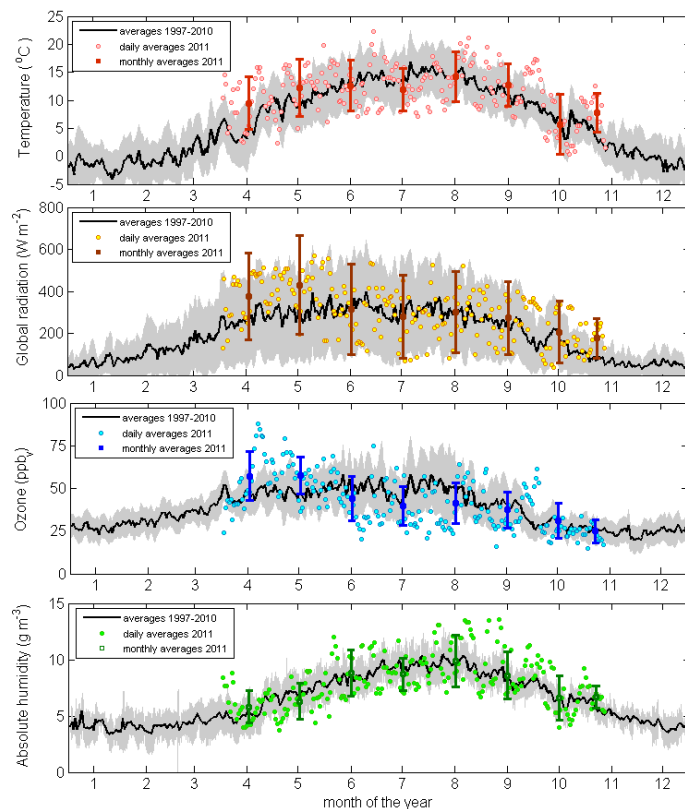 25
20
15
10
5
0
-5
Temperature ( °C)
averages 1997-2010
daily averages 2011
monthly averages 2011
1 2 3 4 5 6 7 8 9 10 11 12
800
600
400
200
0
Global radiation (W m-2)
averages 1997-2010
daily averages 2011
monthly averages 2011
1 2 3 4 5 6 7 8 9 10 11 12
100
75
50
25
0
Ozone (ppbv)
averages 1997-2010
daily averages 2011
monthly averages 2011
1 2 3 4 5 6 7 8 9 10 11 12
15
10
5
0
Absolute humidity (g m-3)
averages 1997-2010
daily averages 2011
monthly averages 2011
1 2 3 4 5 6 7 8 9 10 11 12
month of the year